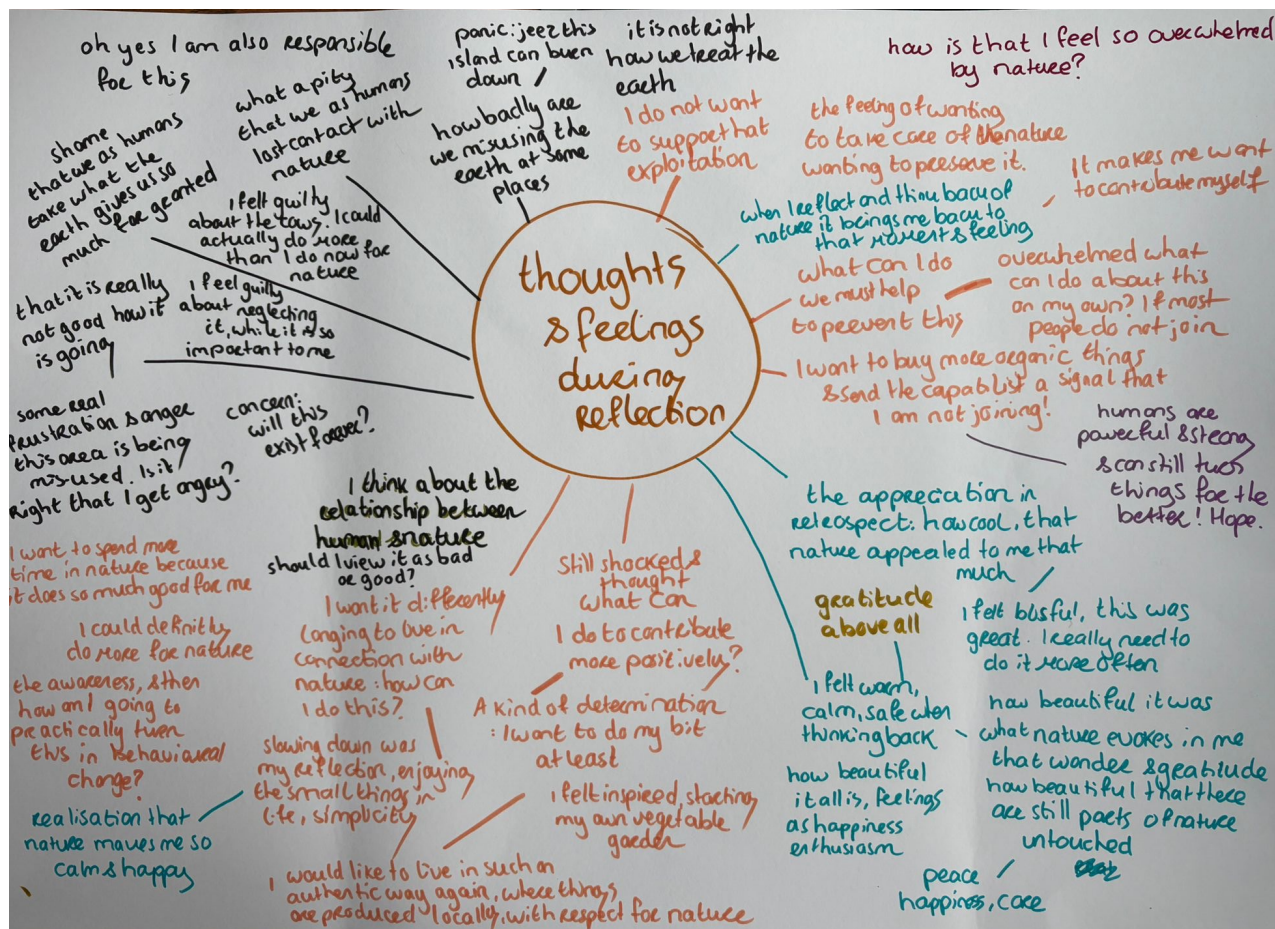 oh yes I am also responsible
for this
what a pity
that we as humans
lost contact with
nature
shame
that we as humans
take what the
earth gives us so
much for granted
I felt guilty
about the cows. I could
actually do more
than I do now for
nature
that it is really
not good how it
is going
I feel guilty
about neglecting
it, while it is so
important to me
some real
frustration & anger
this area is being
misused. Is it
right that I get angry?
concern:
will this
exist forever?
panic: jeez this
island can burn
down
how badly are
we misusing the
earth at some
places
it is not right
how we treat the
earth
I do not want
to support that
exploitation
how is that I feel so overwhelmed
by nature?
the feeling of wanting
to take care of the nature
wanting to preserve it.
It makes me want
to contribute myself
when I reflect and think back of
nature it brings me back to
that moment & feeling
what can I do
we must help
to prevent this
overwhelmed what
can I do about this
on my own? If most
people do not join
I want to buy more organic things
& send the capabilist a signal that
I am not joining!
humans are
powerful & strong
& can still turn
things for the
better! Hope.
thoughts
& feelings
during
reflection
I think about the
relationship between
human & nature
should I view it as bad
or good?
I want to spend more
time in nature because
it does so much good for me
I could definitly
do more for nature
the awareness, & then
how am I going to
practically turn
this in behavioural
change?
realisation that
nature makes me so
calm & happy
I want it differently
longing to live in
connection with
nature: how can
I do this?
slowing down was
my reflection, enjoying
the small things in
life, simplicity
Still shocked &
thought
what can
I do to contribute
more positively?
A kind of determination
: I want to do my bit
at least
I felt inspired, starting
my own vegetable
garden
I would like to live in such an
authentic way again, where things
are produced locally, with respect for nature
the appreciation in
retrospect: how cool, that
nature appealed to me that
much
gratitude
above all
I felt blisful, this was
great. I really need to
do it more often
I felt warm,
calm, safe when
thinking back
how beautiful
it all is, feelings
as happiness
enthusiasm
how beautiful it was
what nature evokes in me
that wonder & gratitude
how beautiful that there
are still parts of nature
untouched
peace
happiness, care